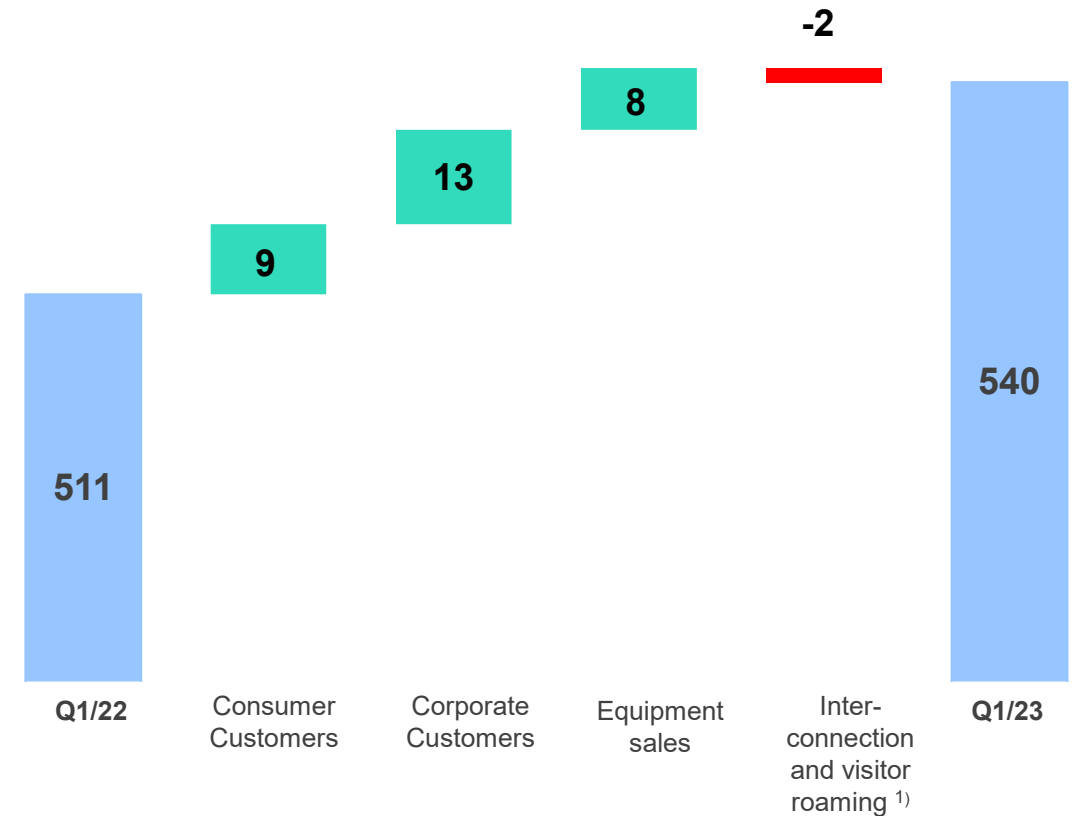 -2
8
13
9
540
511
Q1/22
Consumer
Customers
Corporate
Customers
Equipment
sales
Inter-
connection
and visitor
roaming 1)
Q1/23